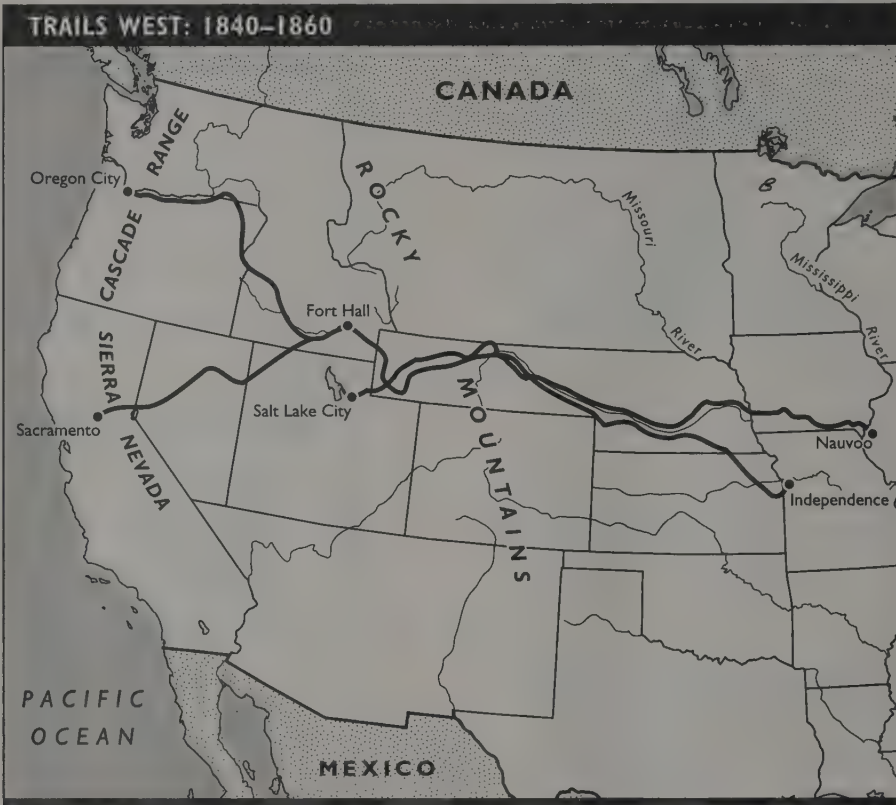 TRAILS WEST: 1840–1860
CANADA
CASCADE RANGE
ROCKY MOUNTAINS
Oregon City
Missouri River
Mississippi River
Fort Hall
SIERRA NEVADA
Salt Lake City
Sacramento
Nauvoo
Independence
PACIFIC
OCEAN
MEXICO